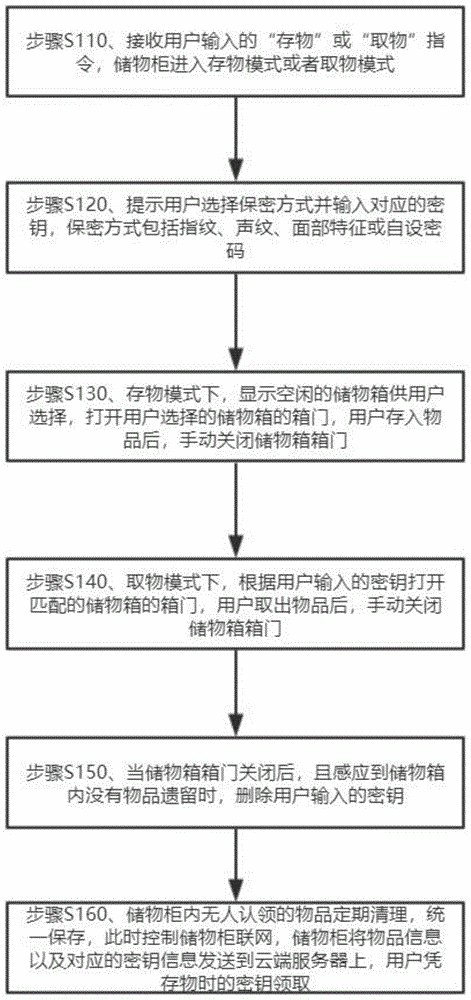 步骤S110、接收用户输入的“存物”或“取物”指
令，储物柜进入存物模式或者取物模式
步骤S120、提示用户选择保密方式并输入对应的密
钥，保密方式包括指纹、声纹、面部特征或自设密
码
步骤S130、存物模式下，显示空闲的储物箱供用户
选择，打开用户选择的储物箱的箱门，用户存入物
品后，手动关闭储物箱箱门
步骤S140、取物模式下，根据用户输入的密钥打开
匹配的储物箱的箱门，用户取出物品后，手动关闭
储物箱箱门
步骤S150、当储物箱箱门关闭后，且感应到储物箱
内没有物品遗留时，删除用户输入的密钥
步骤S160、储物柜内无人认领的物品定期清理，统
一保存，此时控制储物柜联网，储物柜将物品信息
以及对应的密钥信息发送到云端服务器上，用户凭
存物时的密钥领取